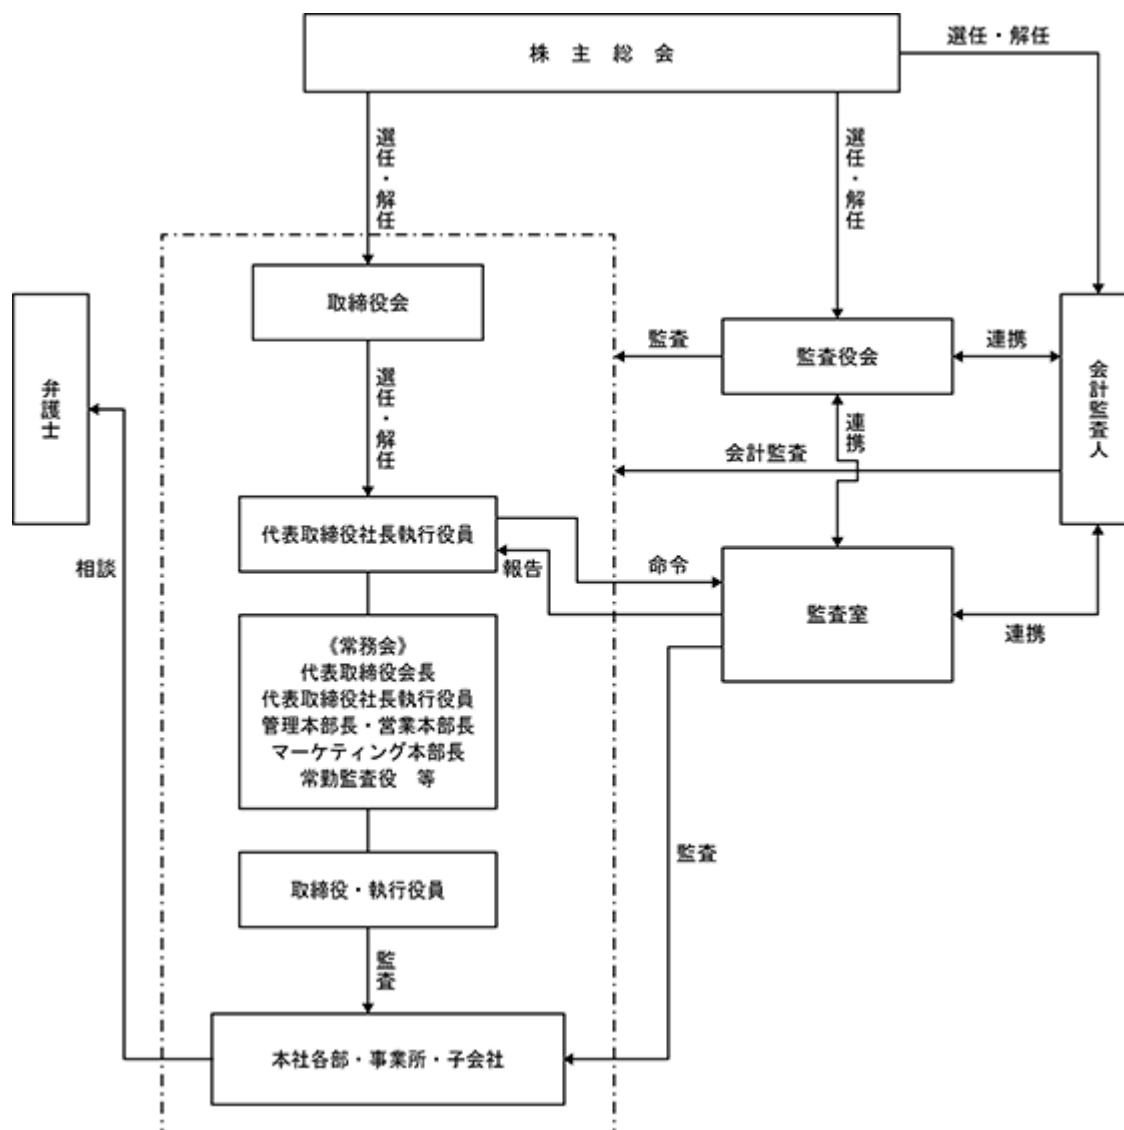 株　主　総　会
選任・解任
選任・解任
選任・解任
取締役会
監査
監査役会
連携
会計監査人
弁護士
選任・解任
連携
会計監査
代表取締役社長執行役員
相談
報告
命令
監査室
連携
《常務会》
代表取締役会長
代表取締役社長執行役員
管理本部長・営業本部長
マーケティング本部長
常勤監査役　等
監査
取締役・執行役員
監査
本社各部・事業所・子会社